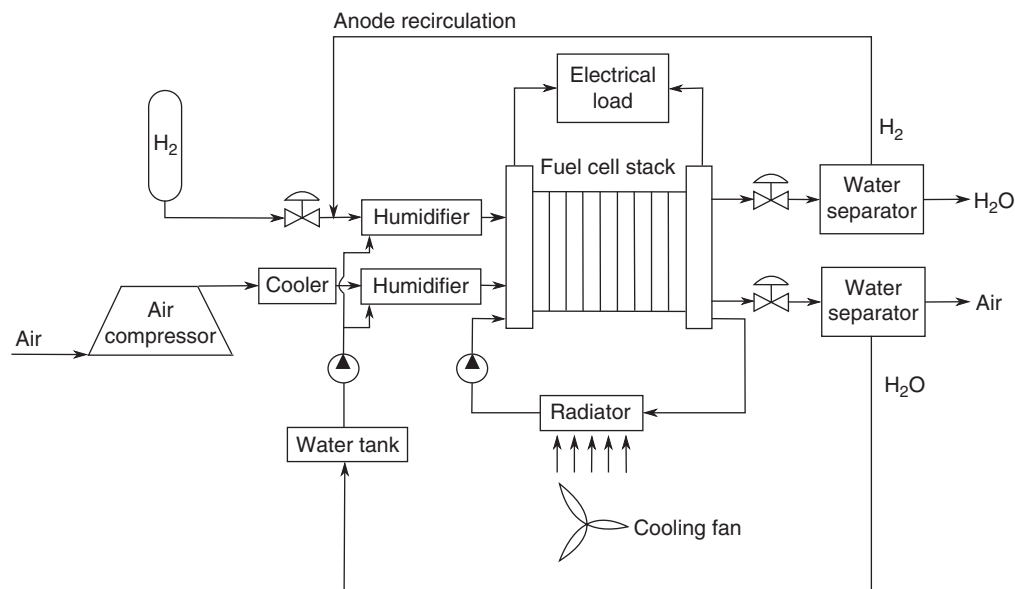 Anode recirculation
Electrical
load
H₂
H₂
Fuel cell stack
Water
separator
H₂O
Humidifier
Cooler
Humidifier
Water
separator
Air
Air
compressor
Air
H₂O
Radiator
Water tank
Cooling fan